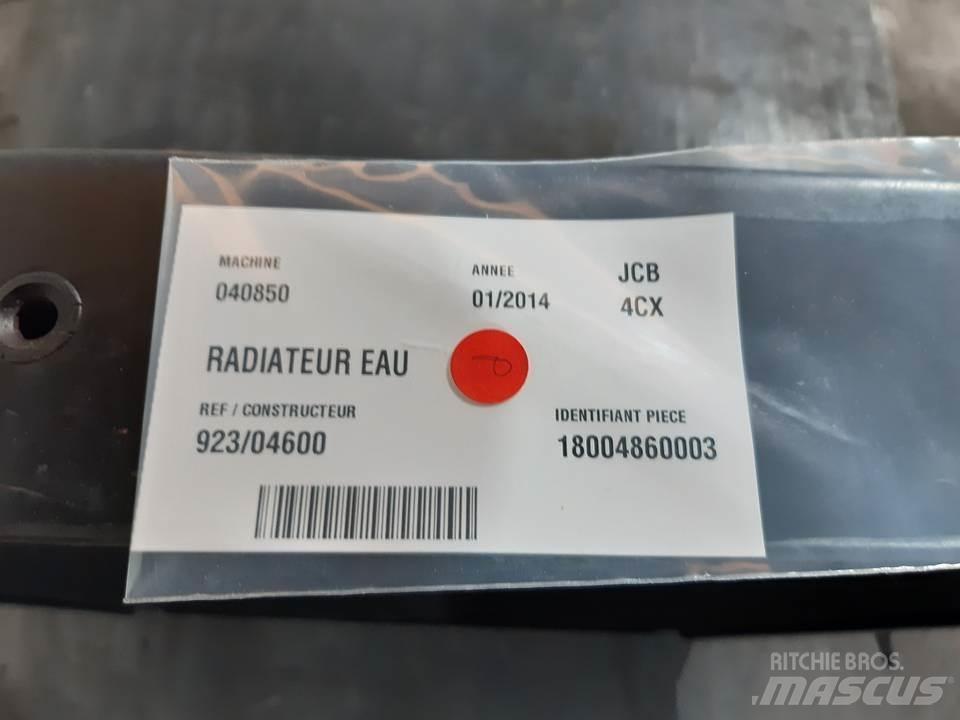 MACHINE
040850
ANNEE
01/2014
JCB
4CX
RADIATEUR EAU
REF / CONSTRUCTEUR
923/04600
IDENTIFIANT PIECE
18004860003
RITCHIE BROS.
MASCUS